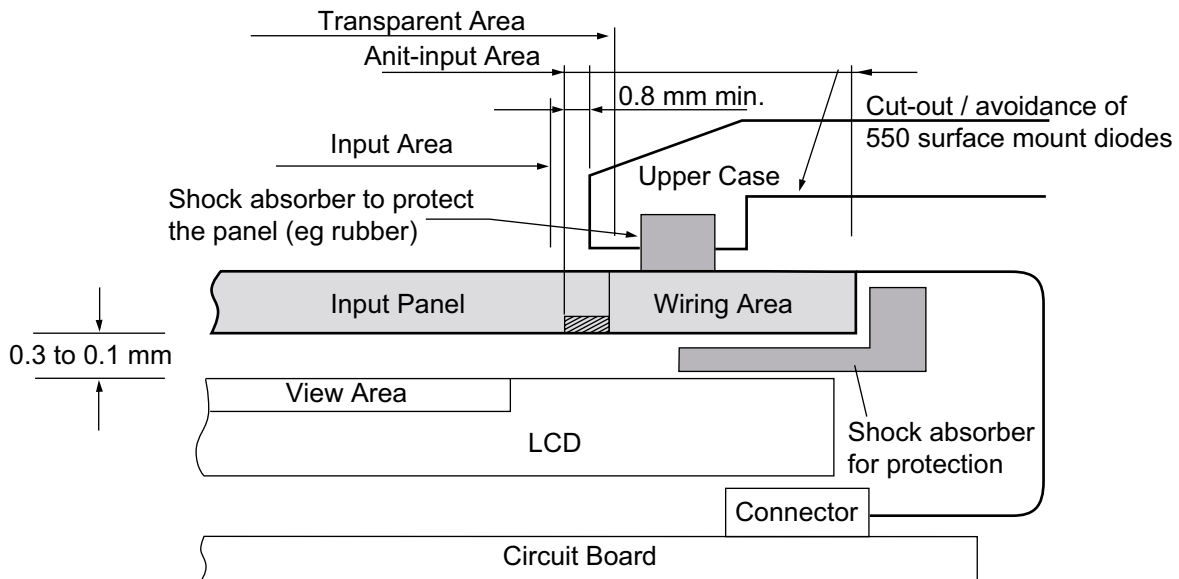 Transparent Area
Anit-input Area
0.8 mm min.
Cut-out / avoidance of
550 surface mount diodes
Input Area
Upper Case
Shock absorber to protect
the panel (eg rubber)
Input Panel
Wiring Area
0.3 to 0.1 mm
View Area
LCD
Shock absorber
for protection
Connector
Circuit Board